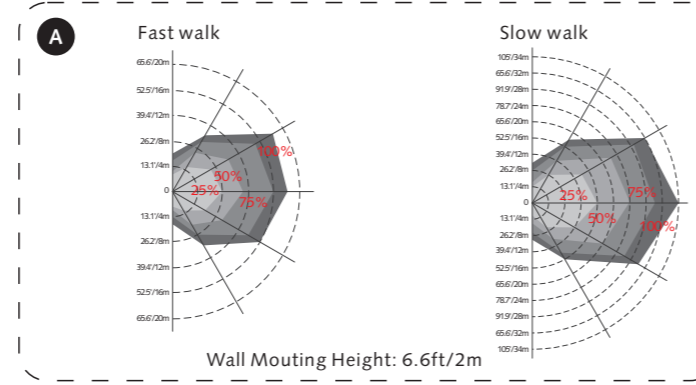 A
Fast walk
65.6'/20m
52.5'/16m
39.4'/12m
26.2'/8m
13.1'/4m
0
13.1'/4m
26.2'/8m
39.4'/12m
52.5'/16m
65.6'/20m
100%
50%
25%
75%
Slow walk
105'/34m
65.6'/32m
91.9'/28m
78.7'/24m
65.6'/20m
52.5'/16m
39.4'/12m
26.2'/8m
13.1'/4m
0
13.1'/4m
26.2'/8m
39.4'/12m
52.5'/16m
65.6'/20m
78.7'/24m
91.9'/28m
65.6'/32m
105'/34m
25%
75%
50%
100%
Wall Mouting Height: 6.6ft/2m